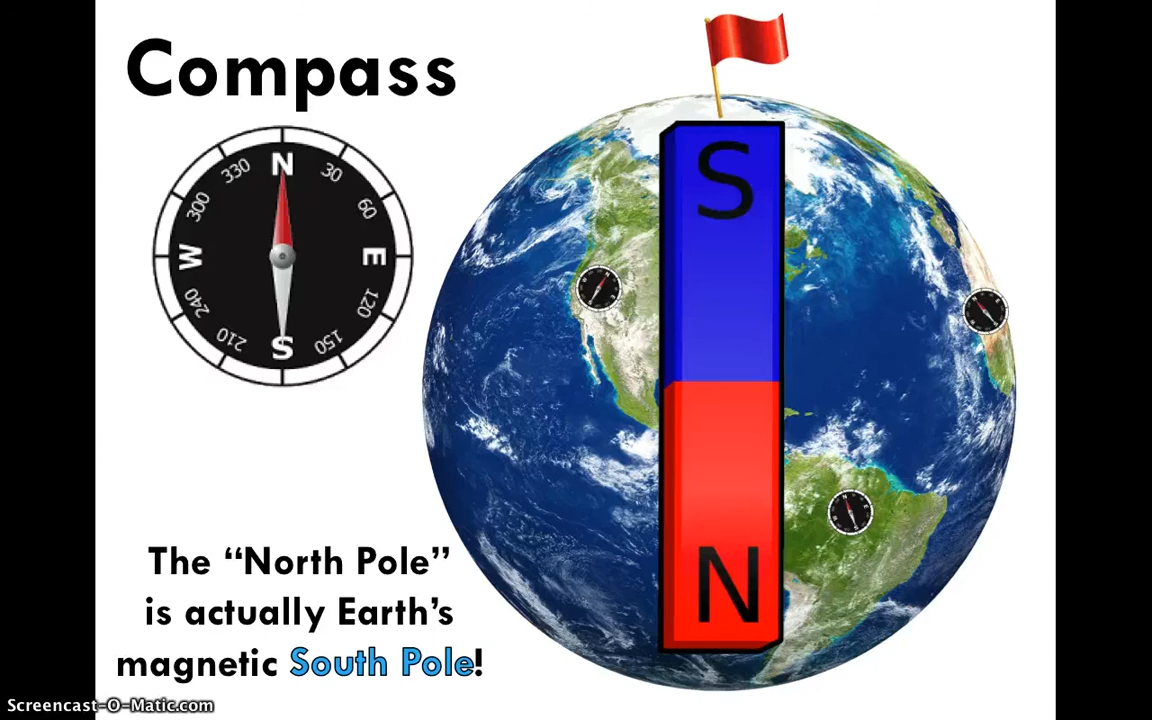 Compass
N
30
60
E
120
150
S
210
240
W
300
330
S
N
The “North Pole”
is actually Earth’s
magnetic South Pole!
Screencast-O-Matic.com